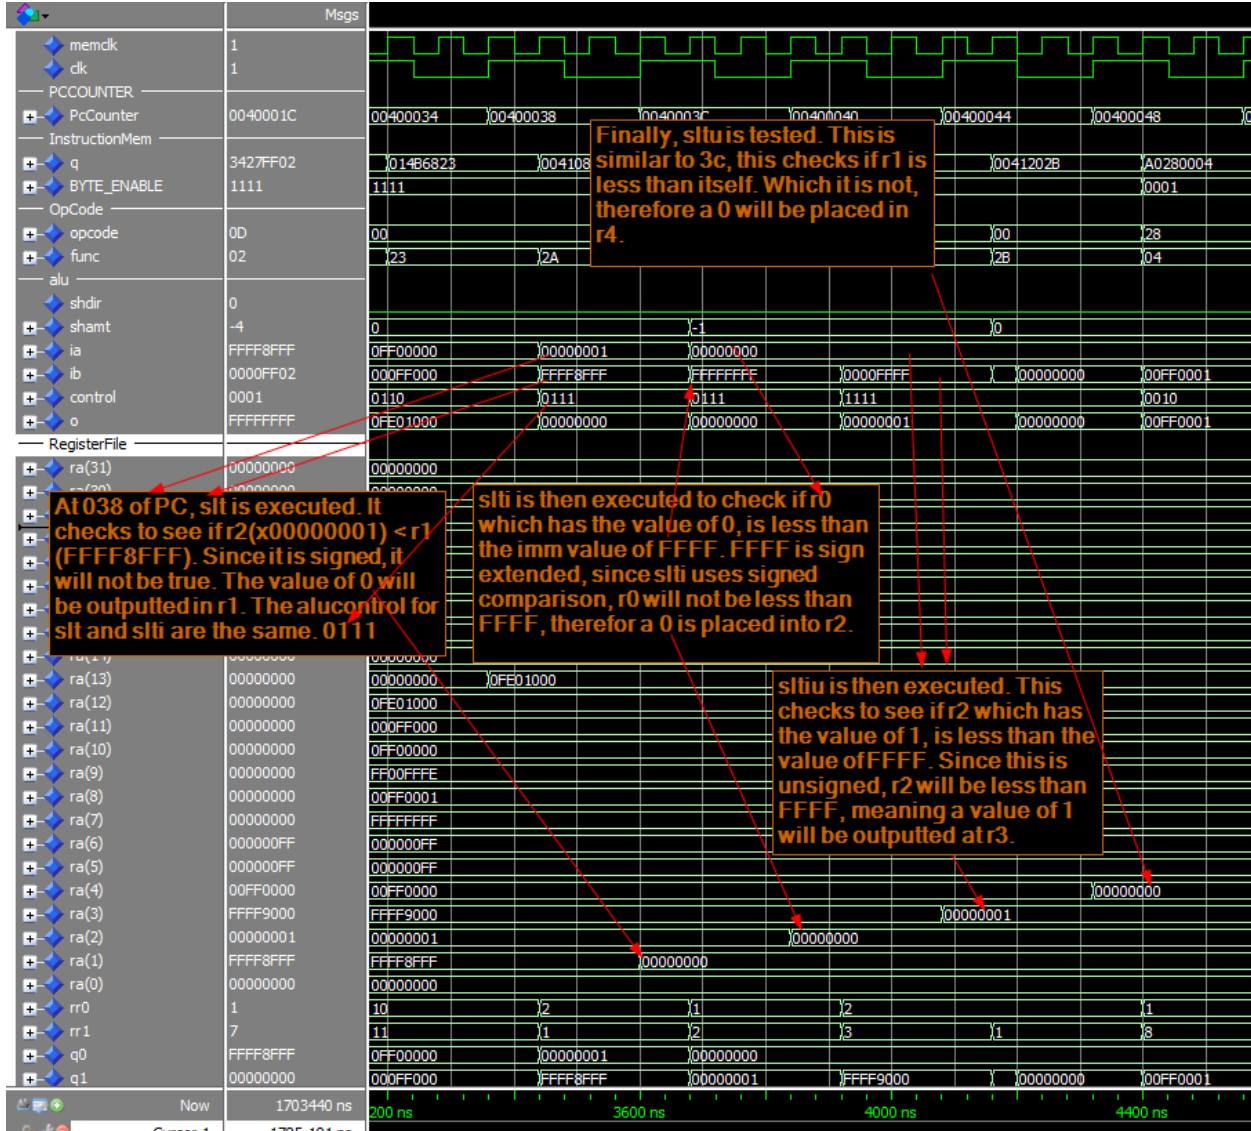 Msgs
memclk 1
clk 1
PCCOUNTER
PcCounter 0040001C 00400034 00400038 0040003C 00400040 00400044 00400048
InstructionMem
q 3427FF02 014B6823 004108 0041202B A0280004
BYTE_ENABLE 1111 1111 0001
OpCode
opcode 0D 00 00 28
func 02 23 2A 2B 04
alu
shdir 0
shamt -4 0 -1 0
ia FFFF8FFF 0FF00000 00000001 00000000
ib 0000FF02 000FF000 FFFF8FFF FFFFFFFF 0000FFFF 00000000 00FF0001
control 0001 0110 0111 0111 1111 0010
o FFFFFFFF 0FE01000 00000000 00000000 00000001 00000000 00FF0001
RegisterFile
ra(31) 00000000 00000000
Finally, sltu is tested. This is
similar to 3c, this checks if r1 is
less than itself. Which it is not,
therefore a 0 will be placed in
r4.
At 038 of PC, slt is executed. It
checks to see if r2(x00000001) < r1
(FFFF8FFF). Since it is signed, it
will not be true. The value of 0 will
be outputted in r1. The alucontrol for
slt and slti are the same. 0111
slti is then executed to check if r0
which has the value of 0, is less than
the imm value of FFFF. FFFF is sign
extended, since slti uses signed
comparison, r0 will not be less than
FFFF, therefor a 0 is placed into r2.
sltiu is then executed. This
checks to see if r2 which has
the value of 1, is less than the
value of FFFF. Since this is
unsigned, r2 will be less than
FFFF, meaning a value of 1
will be outputted at r3.
ra(13) 00000000 00000000 0FE01000
ra(12) 00000000 0FE01000
ra(11) 00000000 000FF000
ra(10) 00000000 0FF00000
ra(9) 00000000 FF00FFFE
ra(8) 00000000 00FF0001
ra(7) 00000000 FFFFFFFF
ra(6) 000000FF 000000FF
ra(5) 000000FF 000000FF
ra(4) 00FF0000 00FF0000 00000000
ra(3) FFFF9000 FFFF9000 00000001
ra(2) 00000001 00000001 00000000
ra(1) FFFF8FFF FFFF8FFF 00000000
ra(0) 00000000 00000000
rr0 1 10 2 1 2 1
rr1 7 11 1 2 3 1 8
q0 FFFF8FFF 0FF00000 00000001 00000000
q1 00000000 000FF000 FFFF8FFF 00000001 FFFF9000 00000000 00FF0001
Now 1703440 ns 200 ns 3600 ns 4000 ns 4400 ns